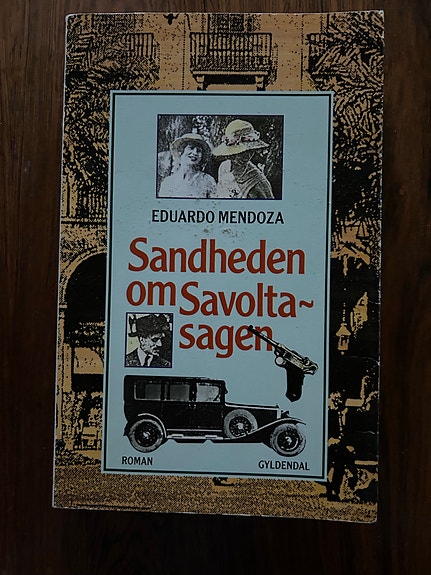 EDUARDO MENDOZA
Sandheden
om Savolta~
sagen
ROMAN
GYLDENDAL